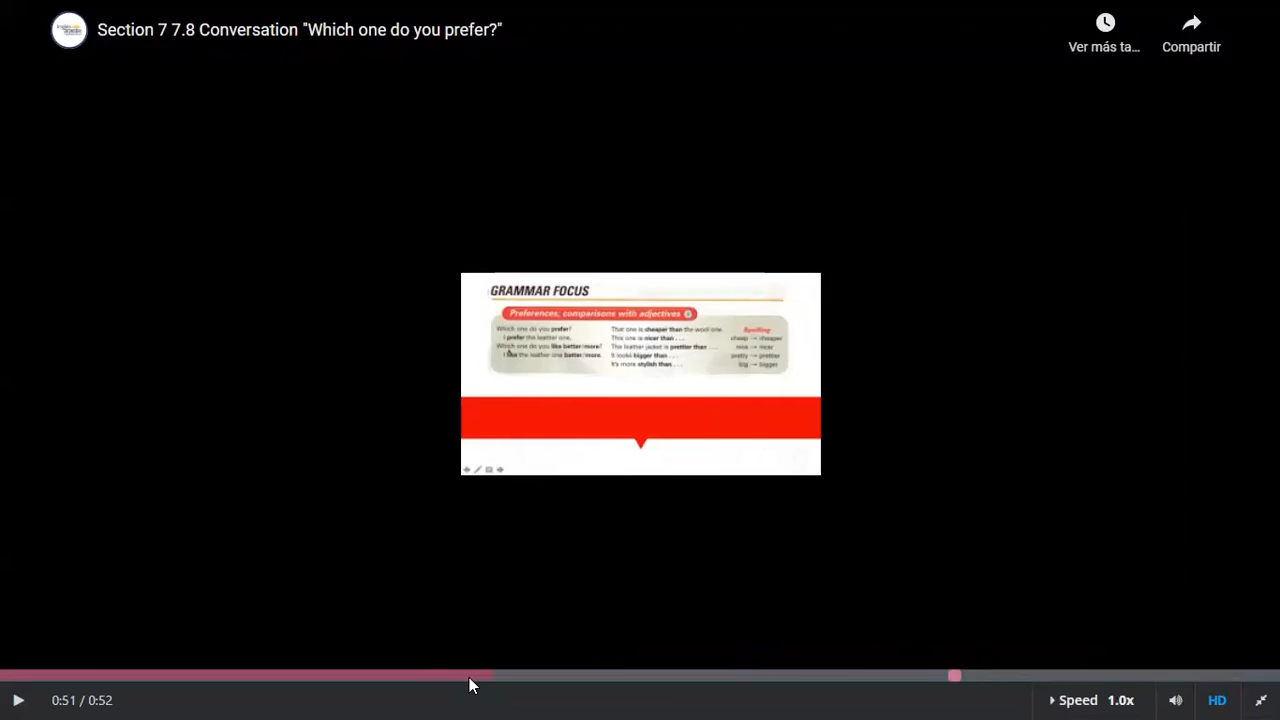 Section 7 7.8 Conversation "Which one do you prefer?"
Ver más ta...
Compartir
GRAMMAR FOCUS
Preferences; comparisons with adjectives
Which one do you prefer?
I prefer the leather one.
Which one do you like better/more?
I like the leather one better/more.
That one is cheaper than the wool one.
This one is nicer than . . .
The leather jacket is prettier than . . .
It looks bigger than . . .
It's more stylish than . . .
Spelling
cheap → cheaper
nice → nicer
pretty → prettier
big → bigger
0:51 / 0:52
Speed 1.0x
HD